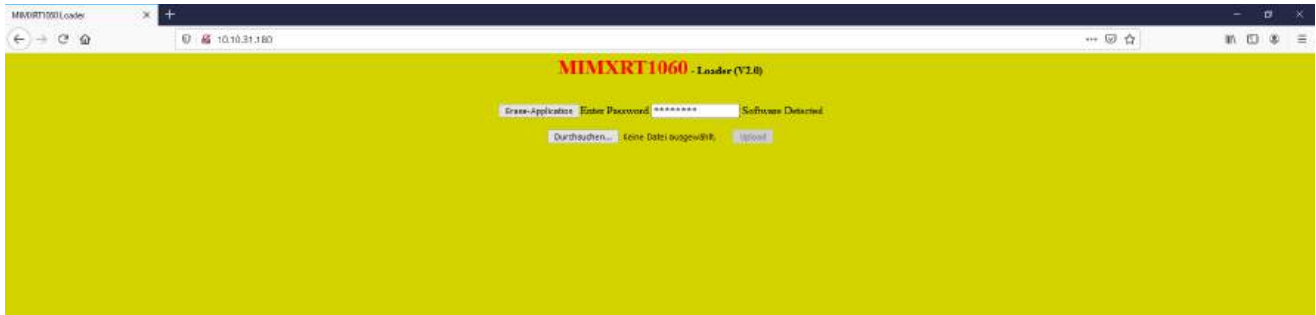 MIMXRT1060 Loader
10.10.31.180
MIMXRT1060 - Loader (V2.0)
Erase-Application Enter Password ******** Software Detected
Durchsuchen... Keine Datei ausgewählt. Upload